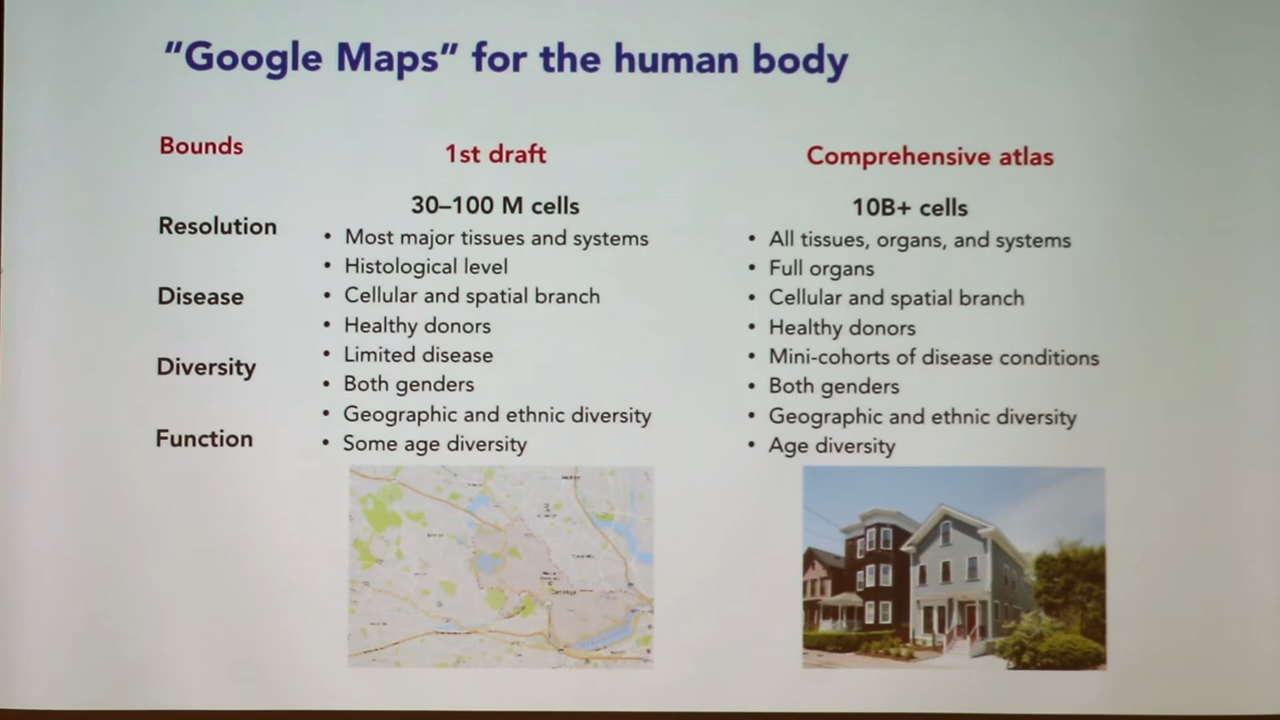 “Google Maps” for the human body
Bounds
1st draft
Comprehensive atlas
30–100 M cells
10B+ cells
Resolution
Disease
Diversity
Function
• Most major tissues and systems
• Histological level
• Cellular and spatial branch
• Healthy donors
• Limited disease
• Both genders
• Geographic and ethnic diversity
• Some age diversity
• All tissues, organs, and systems
• Full organs
• Cellular and spatial branch
• Healthy donors
• Mini-cohorts of disease conditions
• Both genders
• Geographic and ethnic diversity
• Age diversity
Cambridge